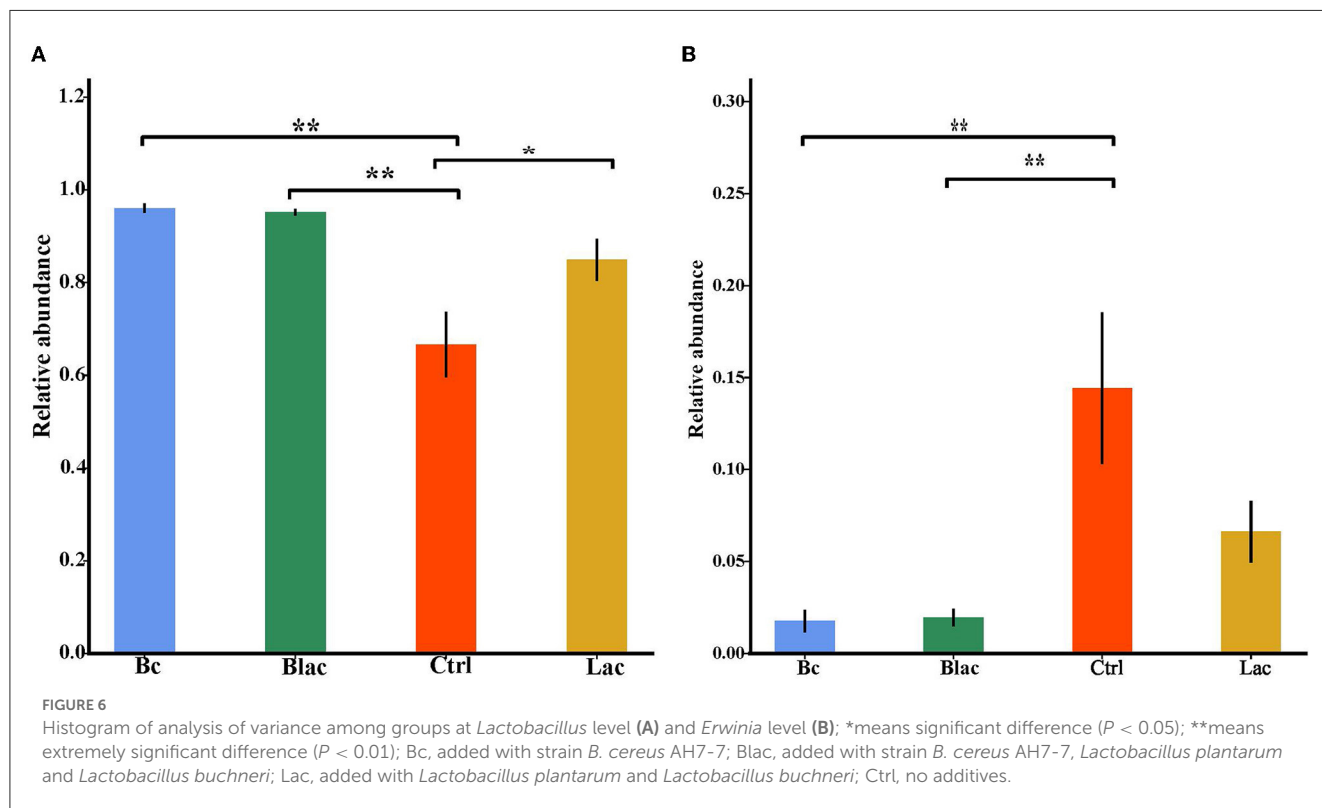 A
B
1.2
1.0
0.8
0.6
0.4
0.2
0.0
Relative abundance
**
**
*
Bc Blac Ctrl Lac
0.30
0.25
0.20
0.15
0.10
0.05
0.00
Relative abundance
**
**
Bc Blac Ctrl Lac
FIGURE 6
Histogram of analysis of variance among groups at Lactobacillus level (A) and Erwinia level (B); *means significant difference (P < 0.05); **means
extremely significant difference (P < 0.01); Bc, added with strain B. cereus AH7-7; Blac, added with strain B. cereus AH7-7, Lactobacillus plantarum
and Lactobacillus buchneri; Lac, added with Lactobacillus plantarum and Lactobacillus buchneri; Ctrl, no additives.